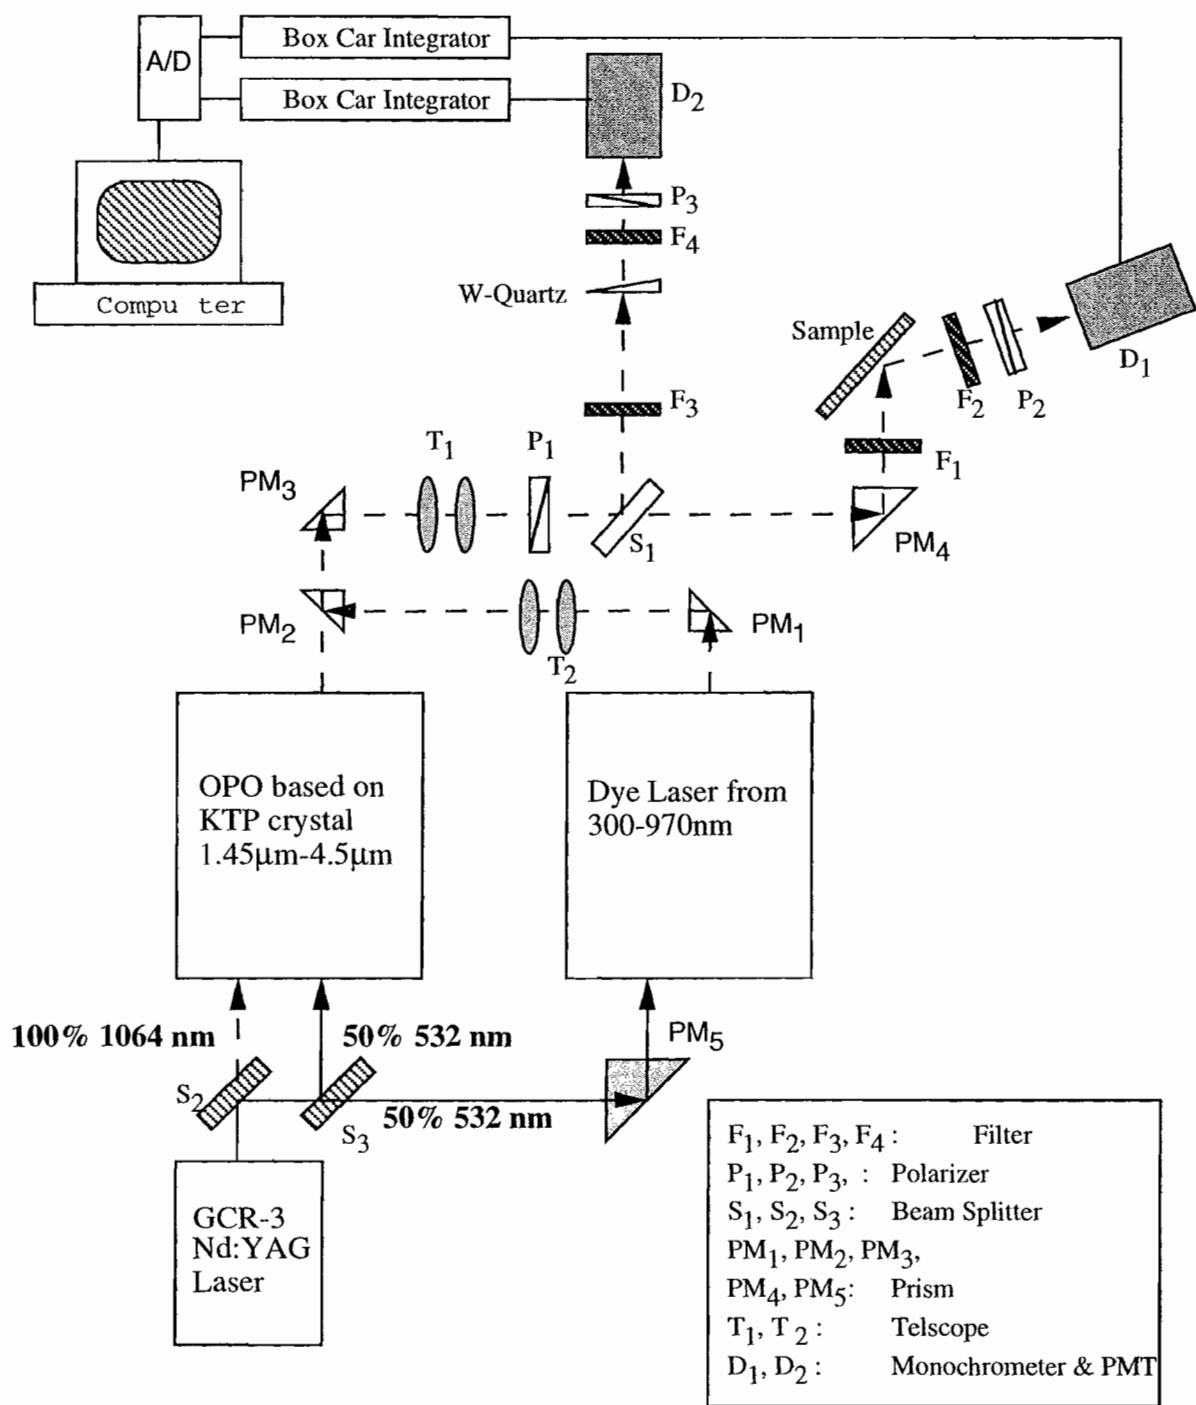 Box Car Integrator
A/D
Box Car Integrator
D2
P3
F4
W-Quartz
Compu ter
Sample
D1
F2
P2
F3
F1
T1
P1
PM3
S1
PM4
PM2
PM1
T2
OPO based on
KTP crystal
1.45μm-4.5μm
Dye Laser from
300-970nm
100% 1064 nm
50% 532 nm
PM5
S2
50% 532 nm
S3
GCR-3
Nd:YAG
Laser
F1, F2, F3, F4 : Filter
P1, P2, P3, : Polarizer
S1, S2, S3 : Beam Splitter
PM1, PM2, PM3,
PM4, PM5: Prism
T1, T2 : Telscope
D1, D2 : Monochrometer & PMT